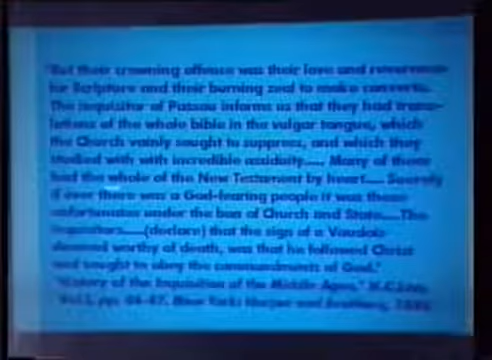 "But their crowning offense was their love and reverence
for Scripture and their burning zeal to make converts.
The inquisitor of Passau informs us that they had trans-
lations of the whole bible in the vulgar tongue, which
the Church vainly sought to suppress, and which they
studied with with incredible assiduity.... Many of them
had the whole of the New Testament by heart.... Surely
if ever there was a God-fearing people it was these
unfortunates under the ban of Church and State....The
inquisitors....(declare) that the sign of a Vaudois
deemed worthy of death, was that he followed Christ
and sought to obey the commandments of God."
"History of the Inquisition of the Middle Ages," H.C.Lea,
Vol.I, pp. New York: Harper and Brothers,